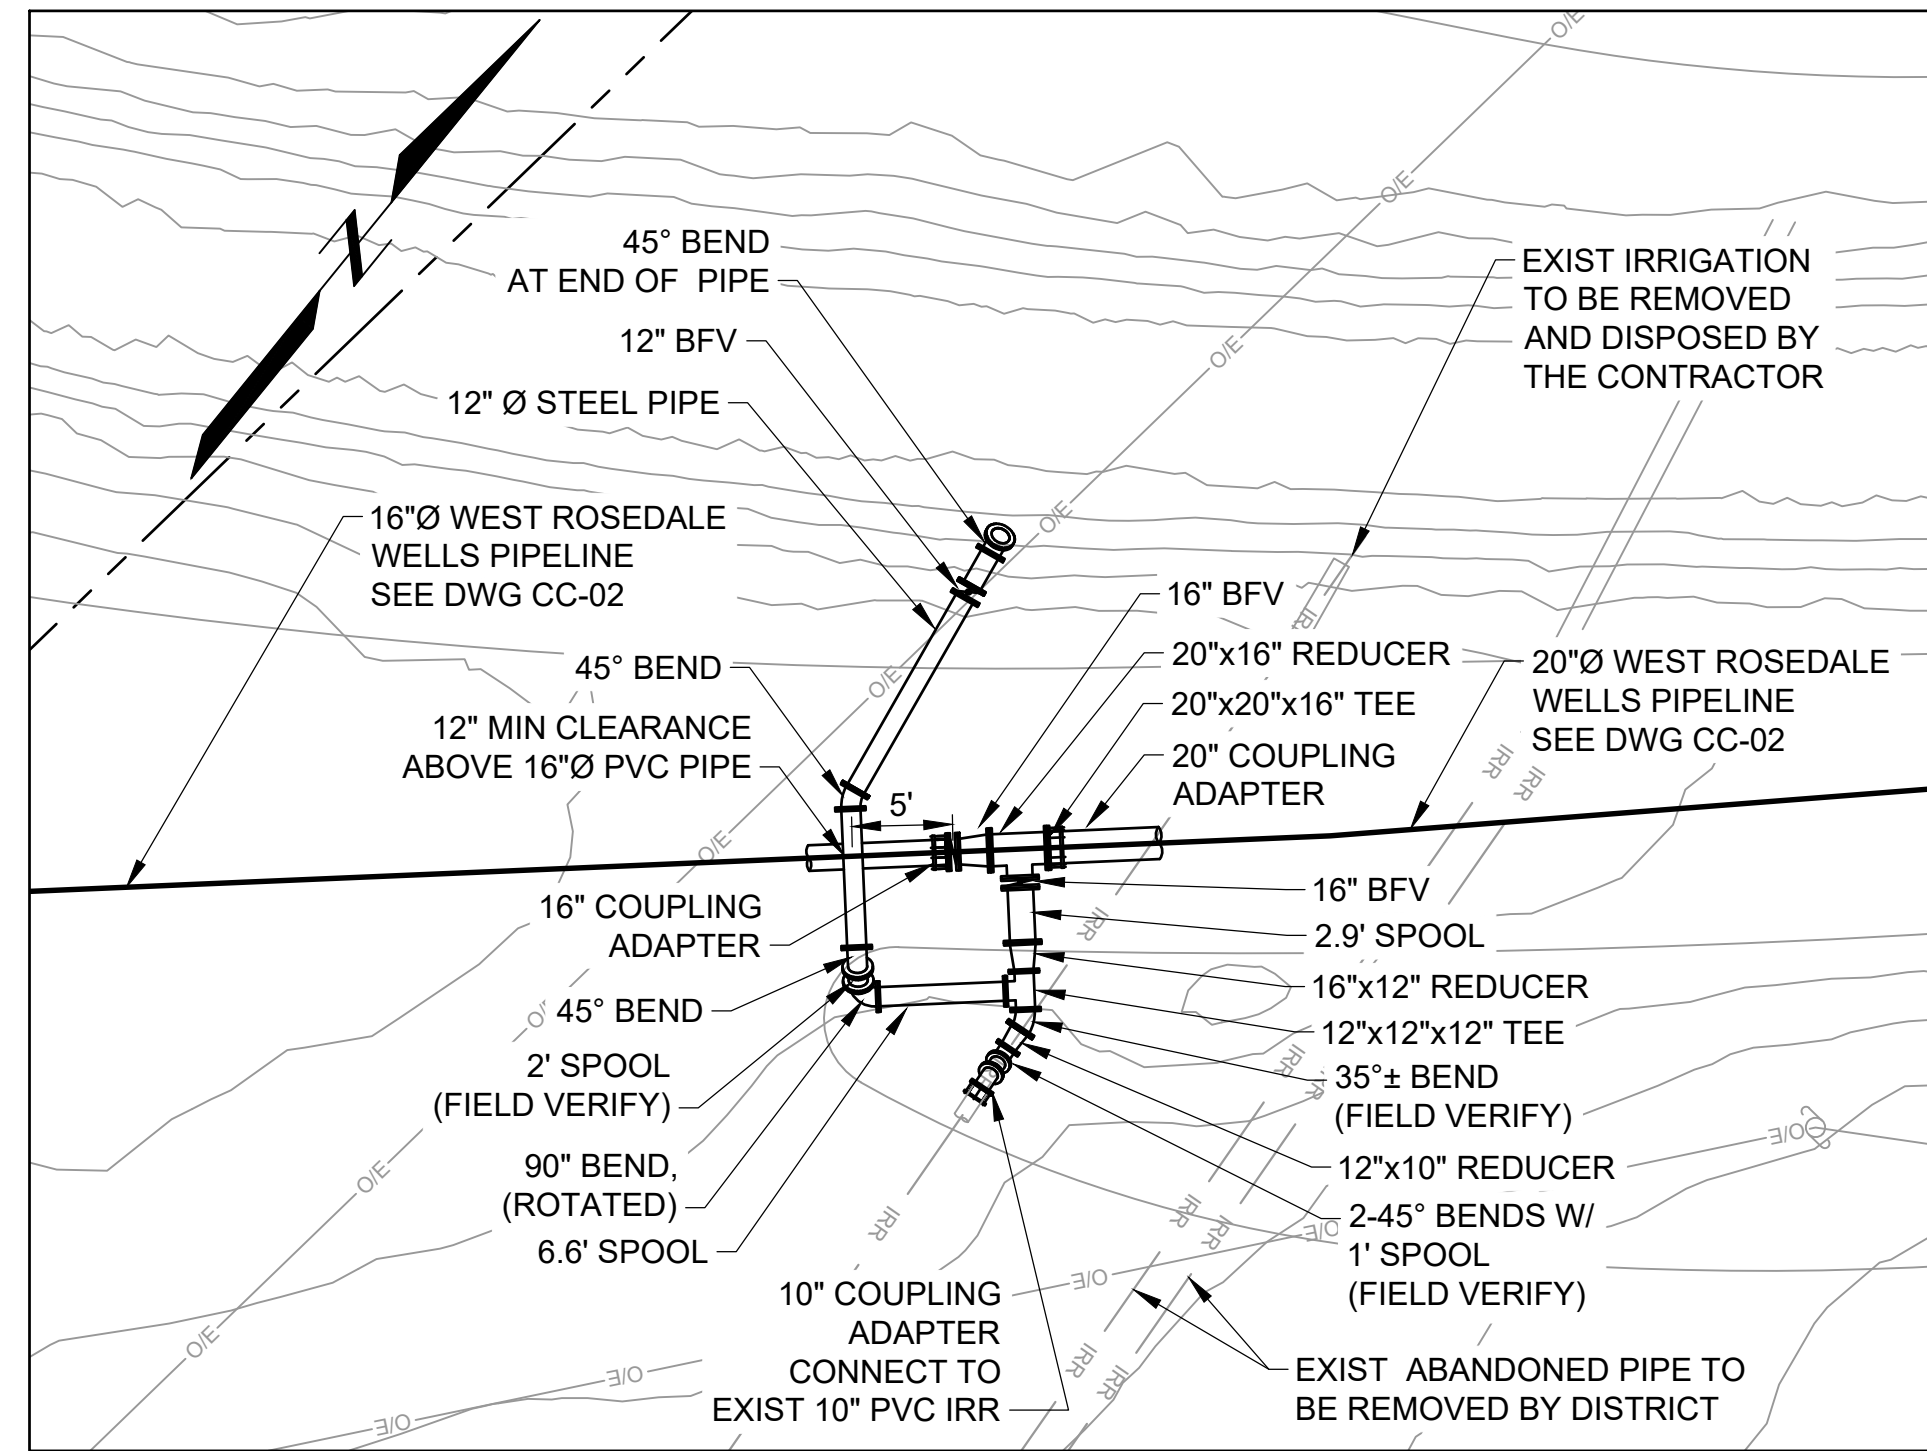 O/E
O/E
45° BEND
AT END OF PIPE
12" BFV
12" Ø STEEL PIPE
N
EXIST IRRIGATION
TO BE REMOVED
AND DISPOSED BY
THE CONTRACTOR
O/E
O/E
16"Ø WEST ROSEDALE
WELLS PIPELINE
SEE DWG CC-02
16" BFV
IRR
20"x16" REDUCER
20"x20"x16" TEE
20" COUPLING
ADAPTER
20"Ø WEST ROSEDALE
WELLS PIPELINE
SEE DWG CC-02
45° BEND
O/E
12" MIN CLEARANCE
ABOVE 16"Ø PVC PIPE
5'
IRR
IRR
O/E
16" COUPLING
ADAPTER
16" BFV
2.9' SPOOL
IRR
16"x12" REDUCER
12"x12"x12" TEE
45° BEND
O/E
2' SPOOL
(FIELD VERIFY)
35°± BEND
(FIELD VERIFY)
IRR
IRR
IRR
90" BEND,
(ROTATED)
6.6' SPOOL
12"x10" REDUCER
2-45° BENDS W/
1' SPOOL
(FIELD VERIFY)
O/E
O/E
O/E
IRR
IRR
IRR
10" COUPLING
ADAPTER
CONNECT TO
EXIST 10" PVC IRR
O/E
O/E
O/E
O/E
IRR
IRR
EXIST ABANDONED PIPE TO
BE REMOVED BY DISTRICT